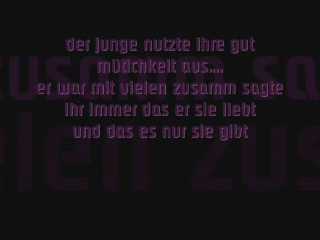 der junge nutzte ihre gut
mütichkeit aus....
er war mit vielen zusamm sagte
ihr immer das er sie liebt
und das es nur sie gibt